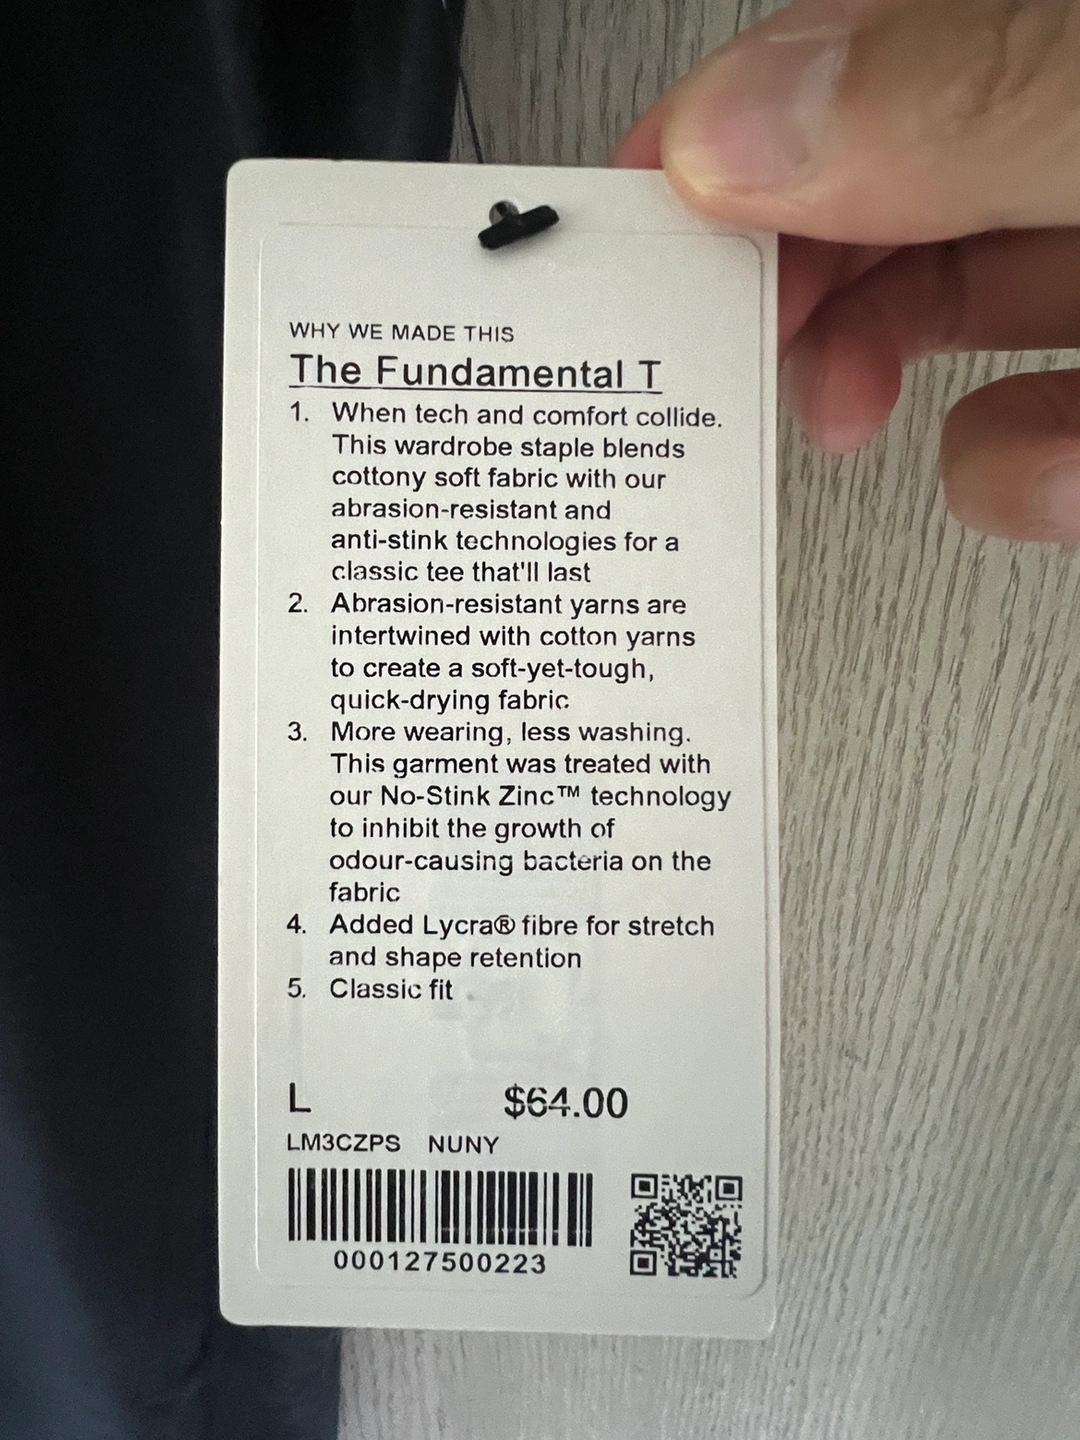 WHY WE MADE THIS
The Fundamental T
1. When tech and comfort collide.
This wardrobe staple blends
cottony soft fabric with our
abrasion-resistant and
anti-stink technologies for a
classic tee that'll last
2. Abrasion-resistant yarns are
intertwined with cotton yarns
to create a soft-yet-tough,
quick-drying fabric
3. More wearing, less washing.
This garment was treated with
our No-Stink Zinc™ technology
to inhibit the growth of
odour-causing bacteria on the
fabric
4. Added Lycra® fibre for stretch
and shape retention
5. Classic fit
L $64.00
LM3CZPS NUNY
000127500223